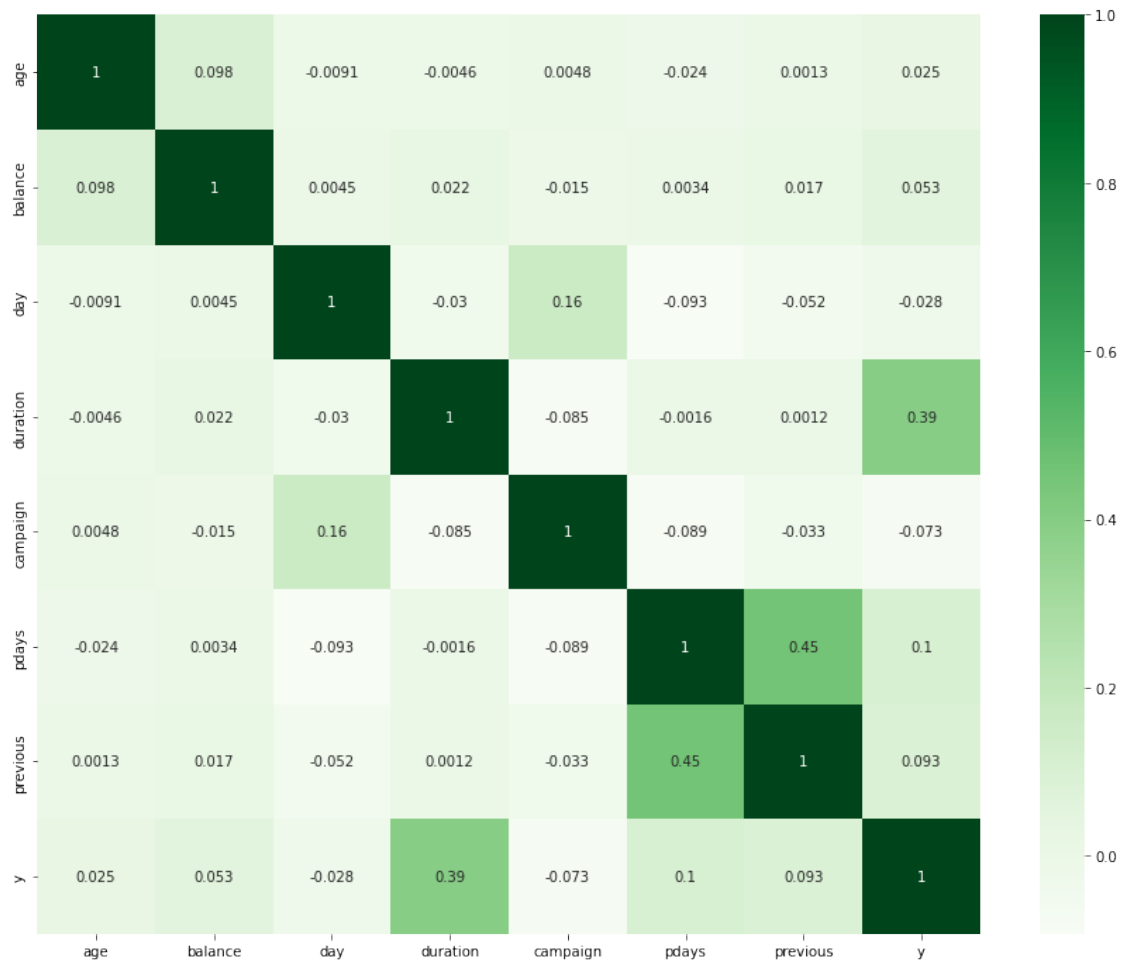 age 1 0.098 -0.0091 -0.0046 0.0048 -0.024 0.0013 0.025
balance 0.098 1 0.0045 0.022 -0.015 0.0034 0.017 0.053
day -0.0091 0.0045 1 -0.03 0.16 -0.093 -0.052 -0.028
duration -0.0046 0.022 -0.03 1 -0.085 -0.0016 0.0012 0.39
campaign 0.0048 -0.015 0.16 -0.085 1 -0.089 -0.033 -0.073
pdays -0.024 0.0034 -0.093 -0.0016 -0.089 1 0.45 0.1
previous 0.0013 0.017 -0.052 0.0012 -0.033 0.45 1 0.093
y 0.025 0.053 -0.028 0.39 -0.073 0.1 0.093 1
age balance day duration campaign pdays previous y
1.0
0.8
0.6
0.4
0.2
0.0